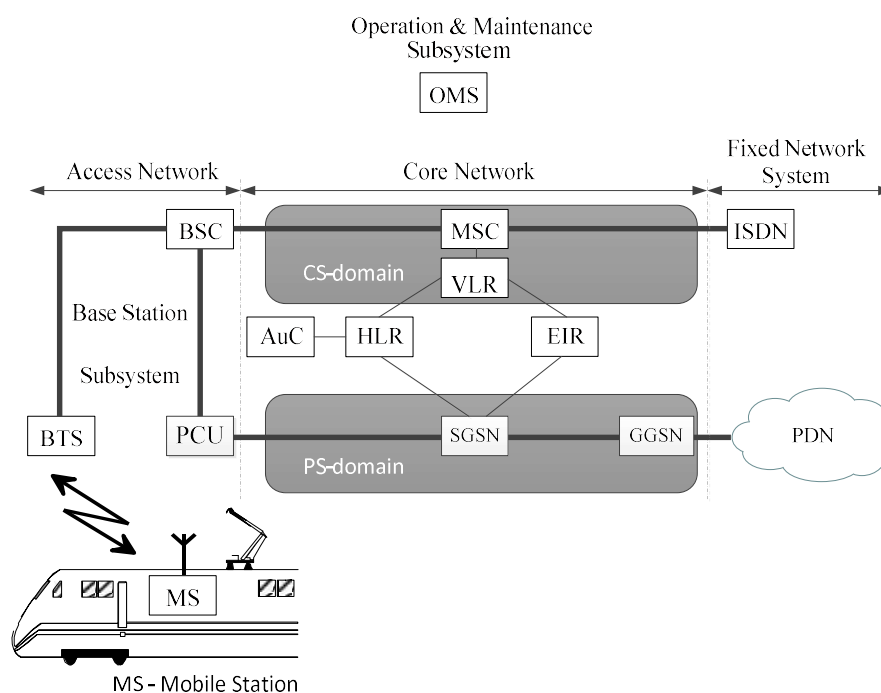 Operation & Maintenance
Subsystem
OMS
Access Network
Core Network
Fixed Network
System
BSC
MSC
ISDN
CS-domain
VLR
Base Station
AuC
HLR
EIR
Subsystem
BTS
PCU
SGSN
GGSN
PDN
PS-domain
MS
MS - Mobile Station